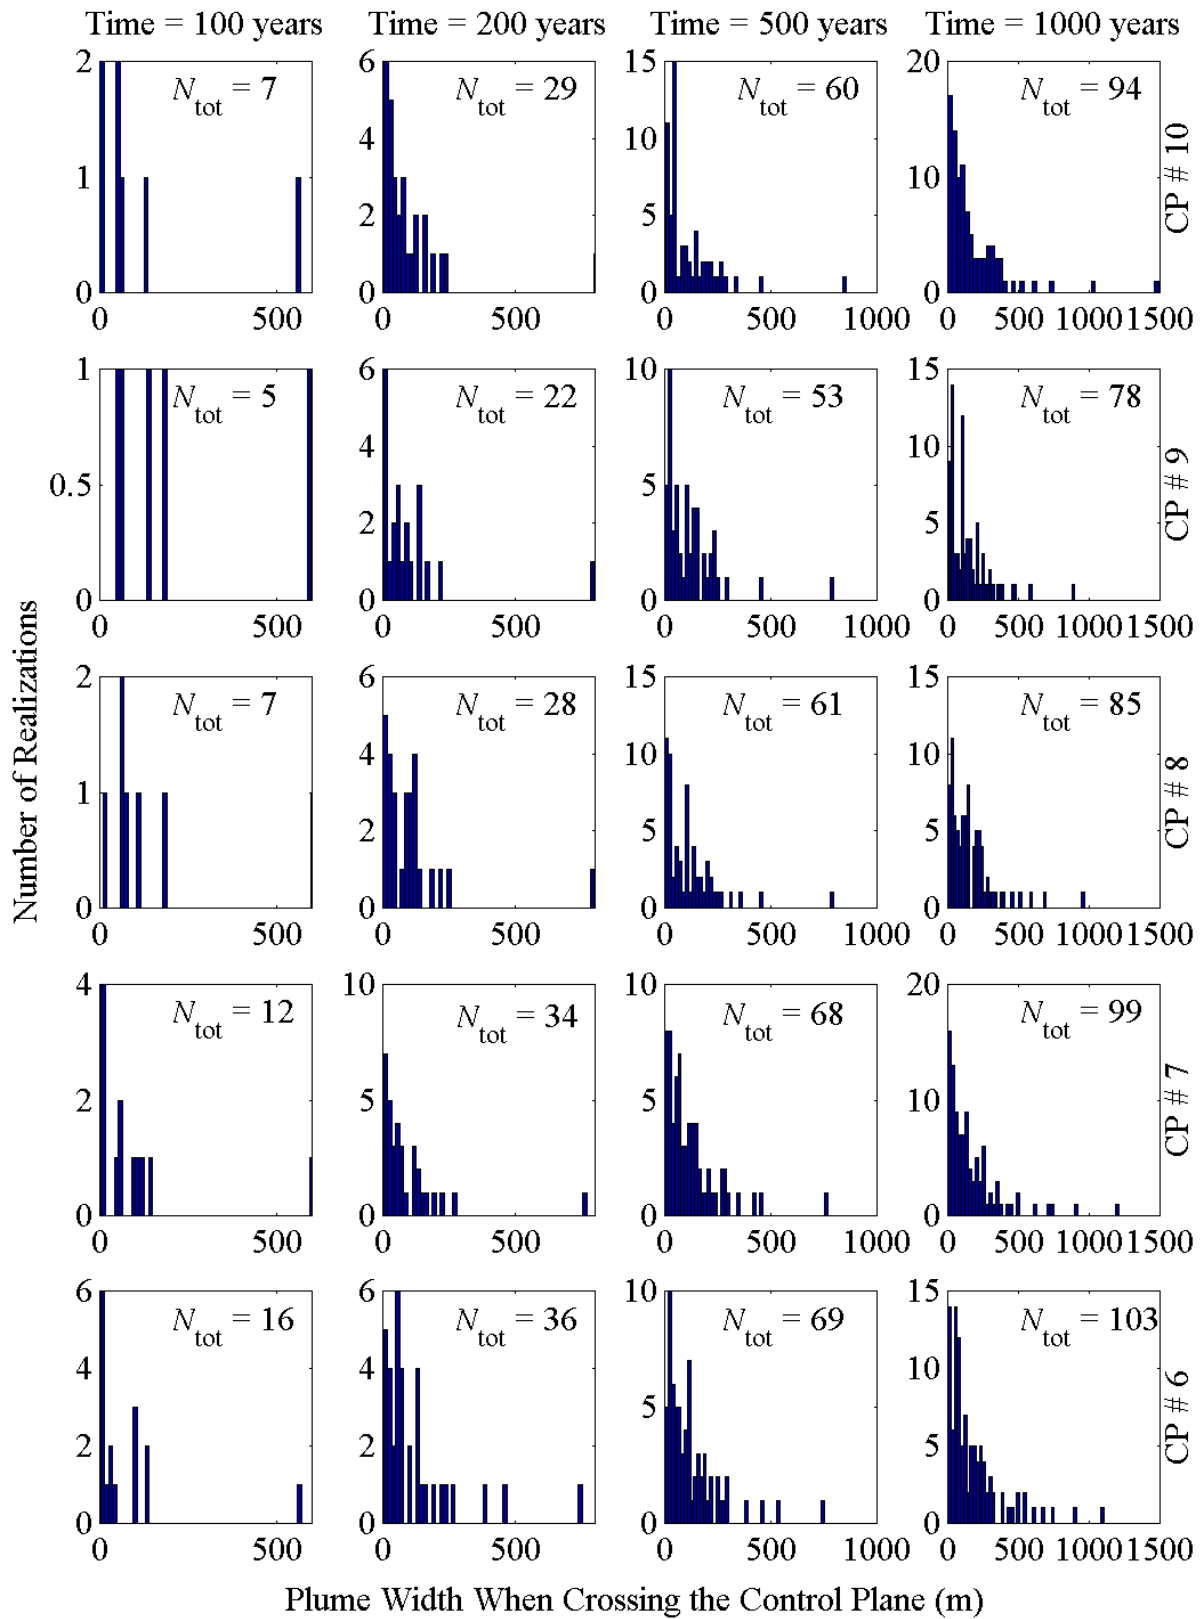 Time = 100 years Time = 200 years Time = 500 years Time = 1000 years
2 1 0 0 500 N_tot = 7
6 4 2 0 0 500 N_tot = 29
15 10 5 0 0 500 1000 N_tot = 60
20 10 0 0 500 1000 1500 N_tot = 94
CP # 10
1 0.5 0 0 500 N_tot = 5
6 4 2 0 0 500 N_tot = 22
10 5 0 0 500 1000 N_tot = 53
15 10 5 0 0 500 1000 1500 N_tot = 78
CP # 9
2 1 0 0 500 N_tot = 7
6 4 2 0 0 500 N_tot = 28
15 10 5 0 0 500 1000 N_tot = 61
15 10 5 0 0 500 1000 1500 N_tot = 85
CP # 8
4 2 0 0 500 N_tot = 12
10 5 0 0 500 N_tot = 34
10 5 0 0 500 1000 N_tot = 68
20 10 0 0 500 1000 1500 N_tot = 99
CP # 7
6 4 2 0 0 500 N_tot = 16
6 4 2 0 0 500 N_tot = 36
10 5 0 0 500 1000 N_tot = 69
15 10 5 0 0 500 1000 1500 N_tot = 103
CP # 6
Number of Realizations
Plume Width When Crossing the Control Plane (m)